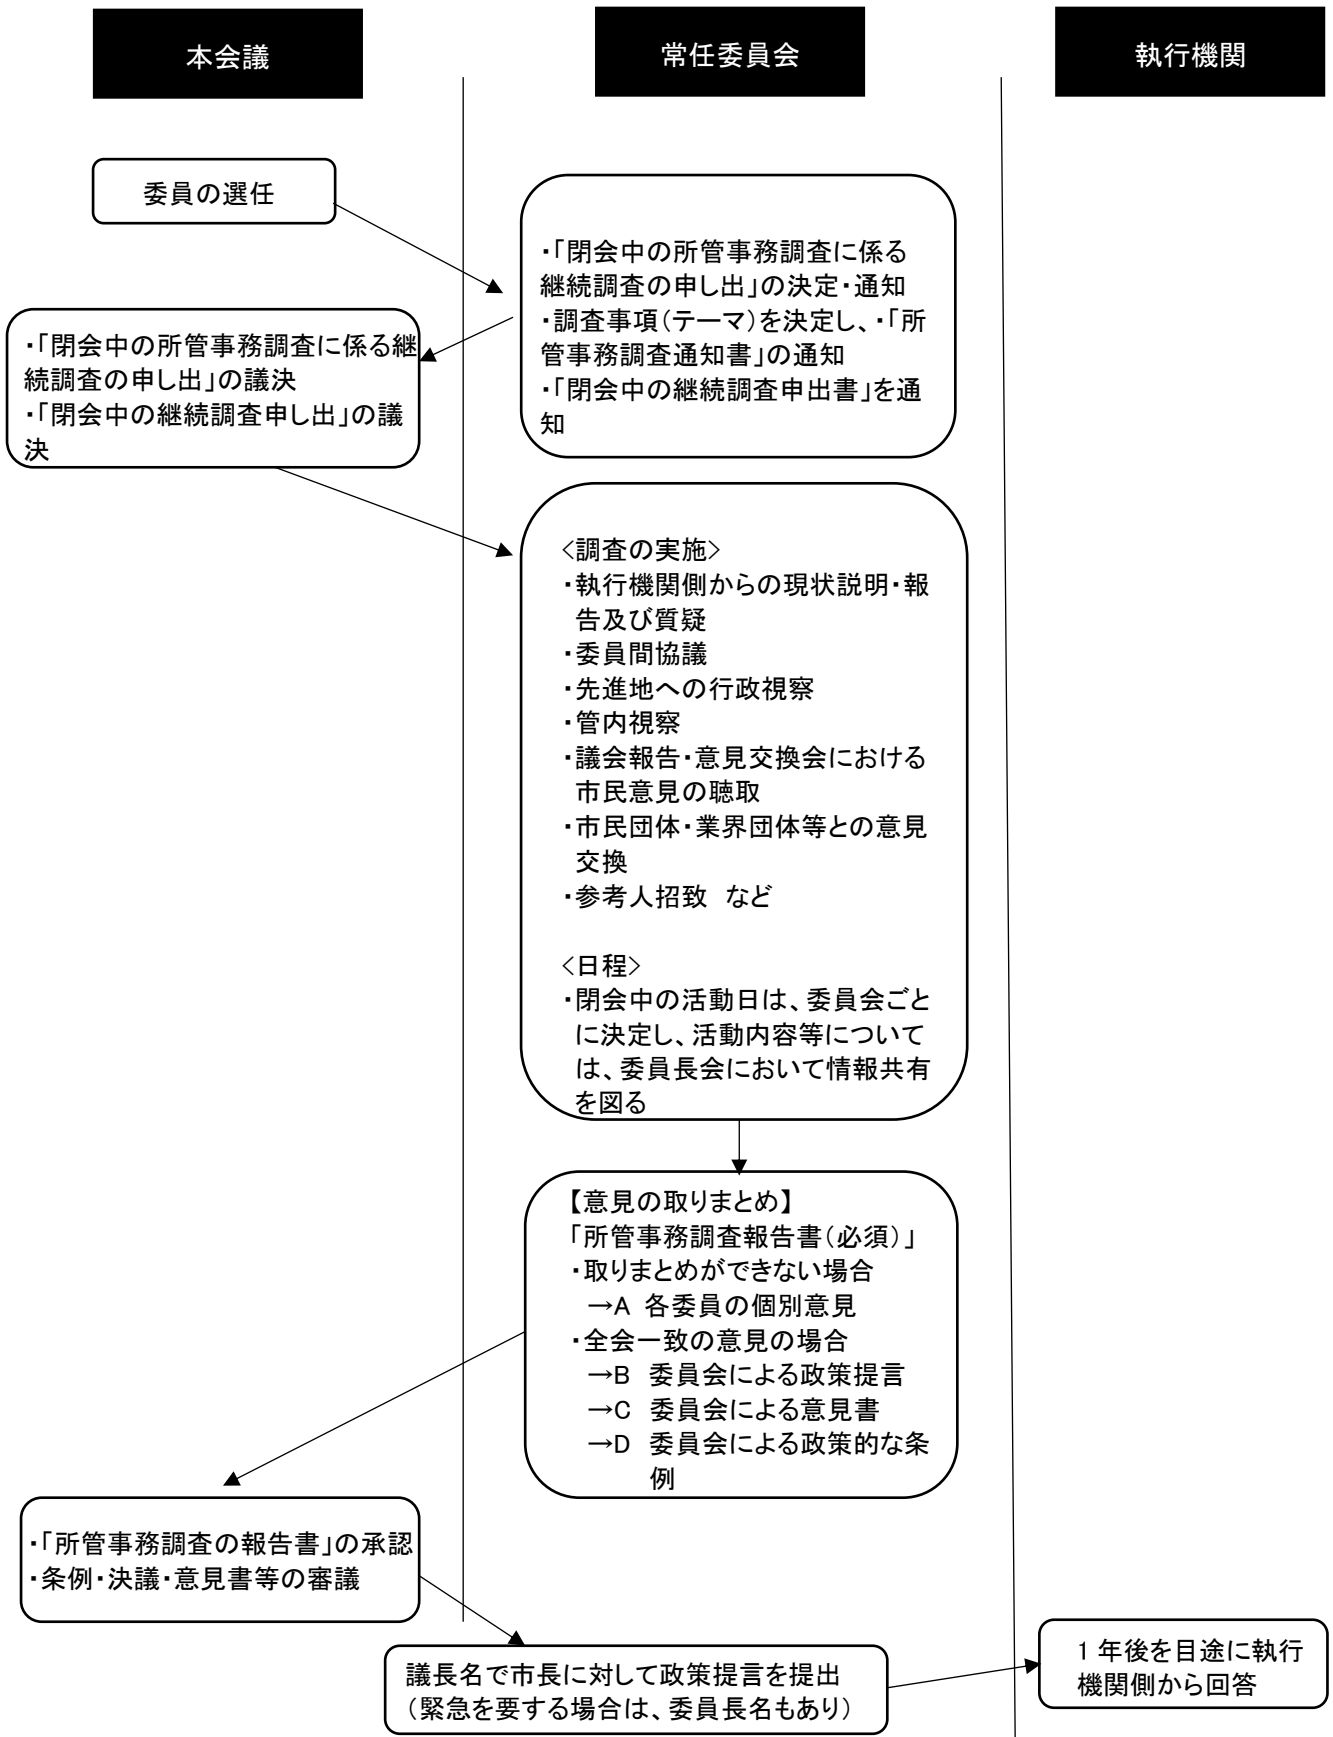 本会議
常任委員会
執行機関
委員の選任
・「閉会中の所管事務調査に係る
継続調査の申し出」の決定・通知
・調査事項（テーマ）を決定し、・「所
管事務調査通知書」の通知
・「閉会中の継続調査申出書」を通
知
・「閉会中の所管事務調査に係る継
続調査の申し出」の議決
・「閉会中の継続調査申し出」の議
決
<調査の実施>
・執行機関側からの現状説明・報
告及び質疑
・委員間協議
・先進地への行政視察
・管内視察
・議会報告・意見交換会における
市民意見の聴取
・市民団体・業界団体等との意見
交換
・参考人招致　など
<日程>
・閉会中の活動日は、委員会ごと
に決定し、活動内容等について
は、委員長会において情報共有
を図る
【意見の取りまとめ】
「所管事務調査報告書（必須）」
・取りまとめができない場合
→A 各委員の個別意見
・全会一致の意見の場合
→B　委員会による政策提言
→C　委員会による意見書
→D　委員会による政策的な条
例
・「所管事務調査の報告書」の承認
・条例・決議・意見書等の審議
議長名で市長に対して政策提言を提出
（緊急を要する場合は、委員長名もあり）
1 年後を目途に執行
機関側から回答